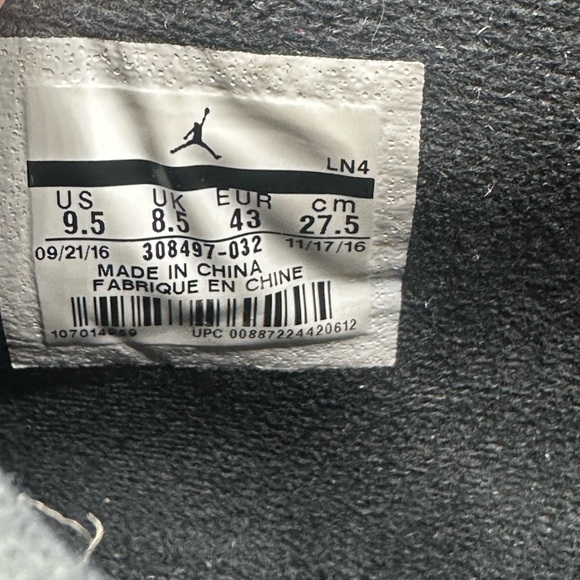 LN4
US UK EUR cm
9.5 8.5 43 27.5
09/21/16 308497-032 11/17/16
MADE IN CHINA
FABRIQUE EN CHINE
UPC 00887224420612